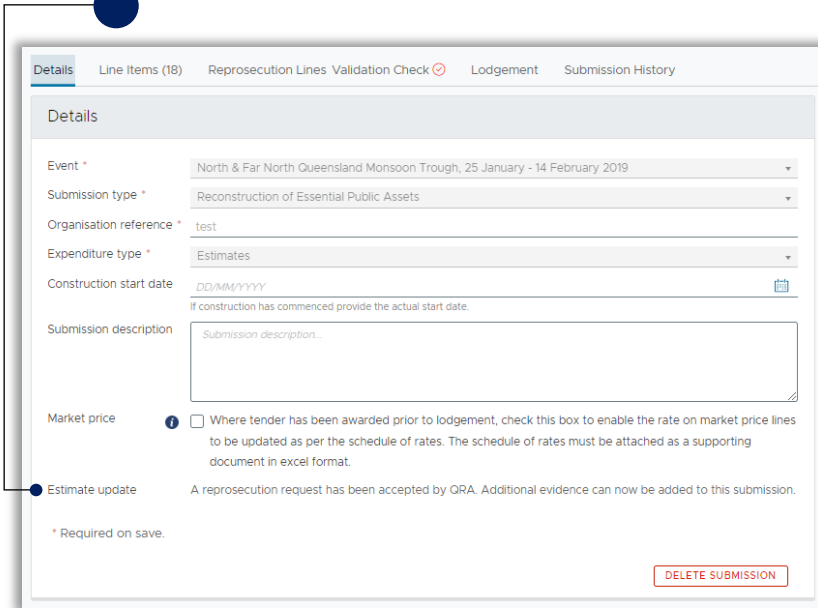 Details Line Items (18) Reprosecution Lines Validation Check Lodgement Submission History
Details
Event * North & Far North Queensland Monsoon Trough, 25 January - 14 February 2019
Submission type * Reconstruction of Essential Public Assets
Organisation reference * test
Expenditure type * Estimates
Construction start date DD/MM/YYYY
If construction has commenced provide the actual start date.
Submission description Submission description...
Market price i Where tender has been awarded prior to lodgement, check this box to enable the rate on market price lines
to be updated as per the schedule of rates. The schedule of rates must be attached as a supporting
document in excel format.
Estimate update A reprosecution request has been accepted by QRA. Additional evidence can now be added to this submission.
* Required on save.
DELETE SUBMISSION